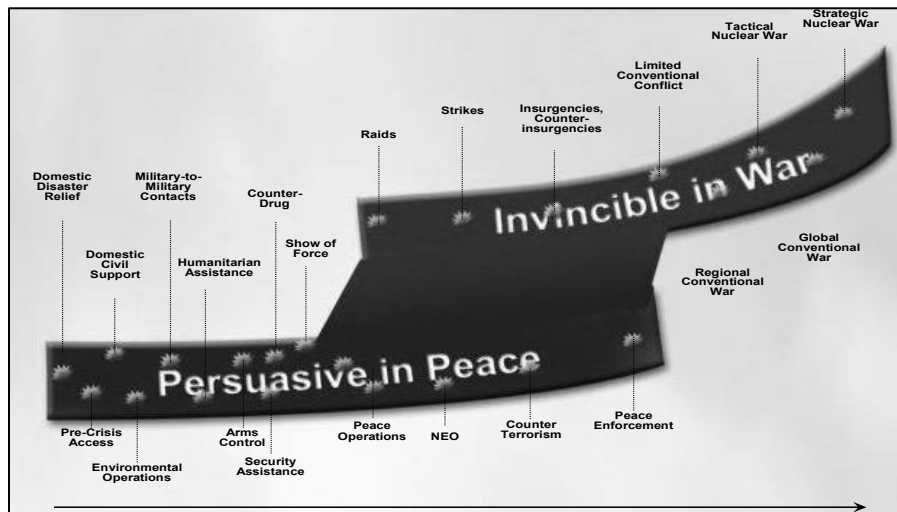 Strategic
Nuclear War
Tactical
Nuclear War
Limited
Conventional
Conflict
Insurgencies,
Counter-
insurgencies
Strikes
Raids
Domestic
Disaster
Relief
Military-to-
Military
Contacts
Counter-
Drug
Show of
Force
Domestic
Civil
Support
Humanitarian
Assistance
Invincible in War
Global
Conventional
War
Regional
Conventional
War
Persuasive in Peace
Pre-Crisis
Access
Environmental
Operations
Arms
Control
Security
Assistance
Peace
Operations
NEO
Counter
Terrorism
Peace
Enforcement